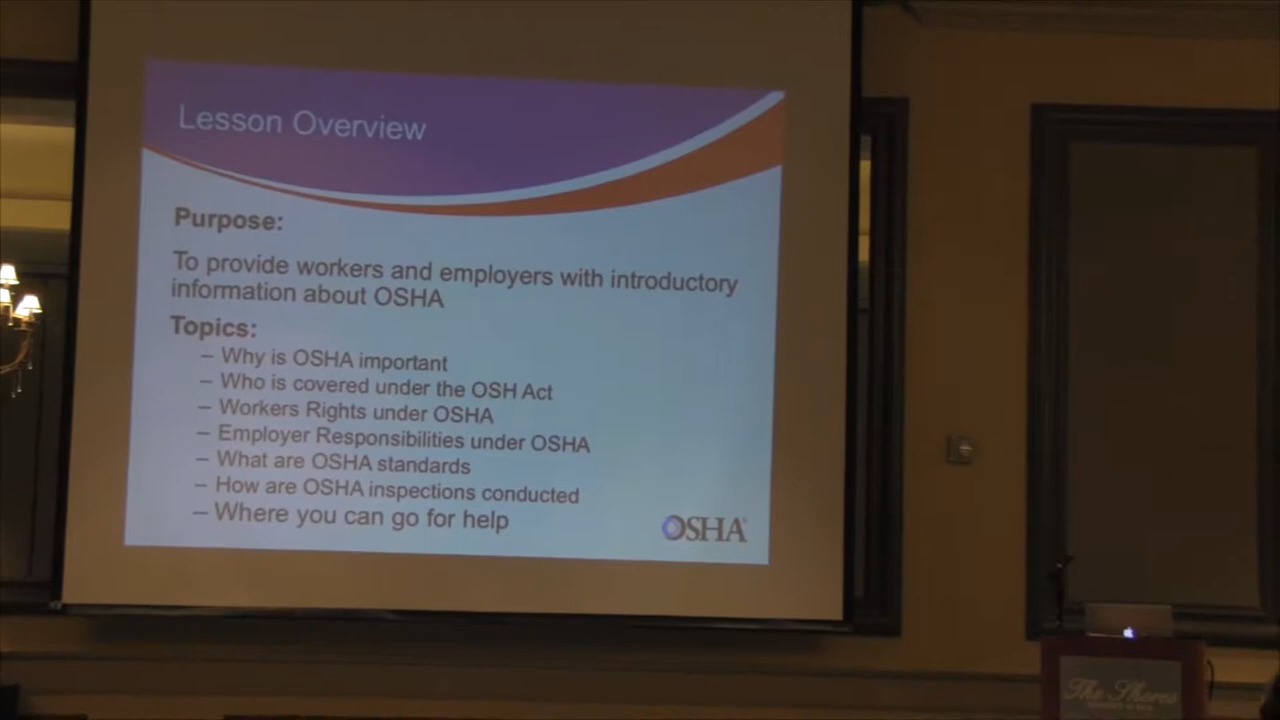 Lesson Overview
Purpose:
To provide workers and employers with introductory
information about OSHA
Topics:
– Why is OSHA important
– Who is covered under the OSH Act
– Workers Rights under OSHA
– Employer Responsibilities under OSHA
– What are OSHA standards
– How are OSHA inspections conducted
– Where you can go for help
OSHA
The Shores